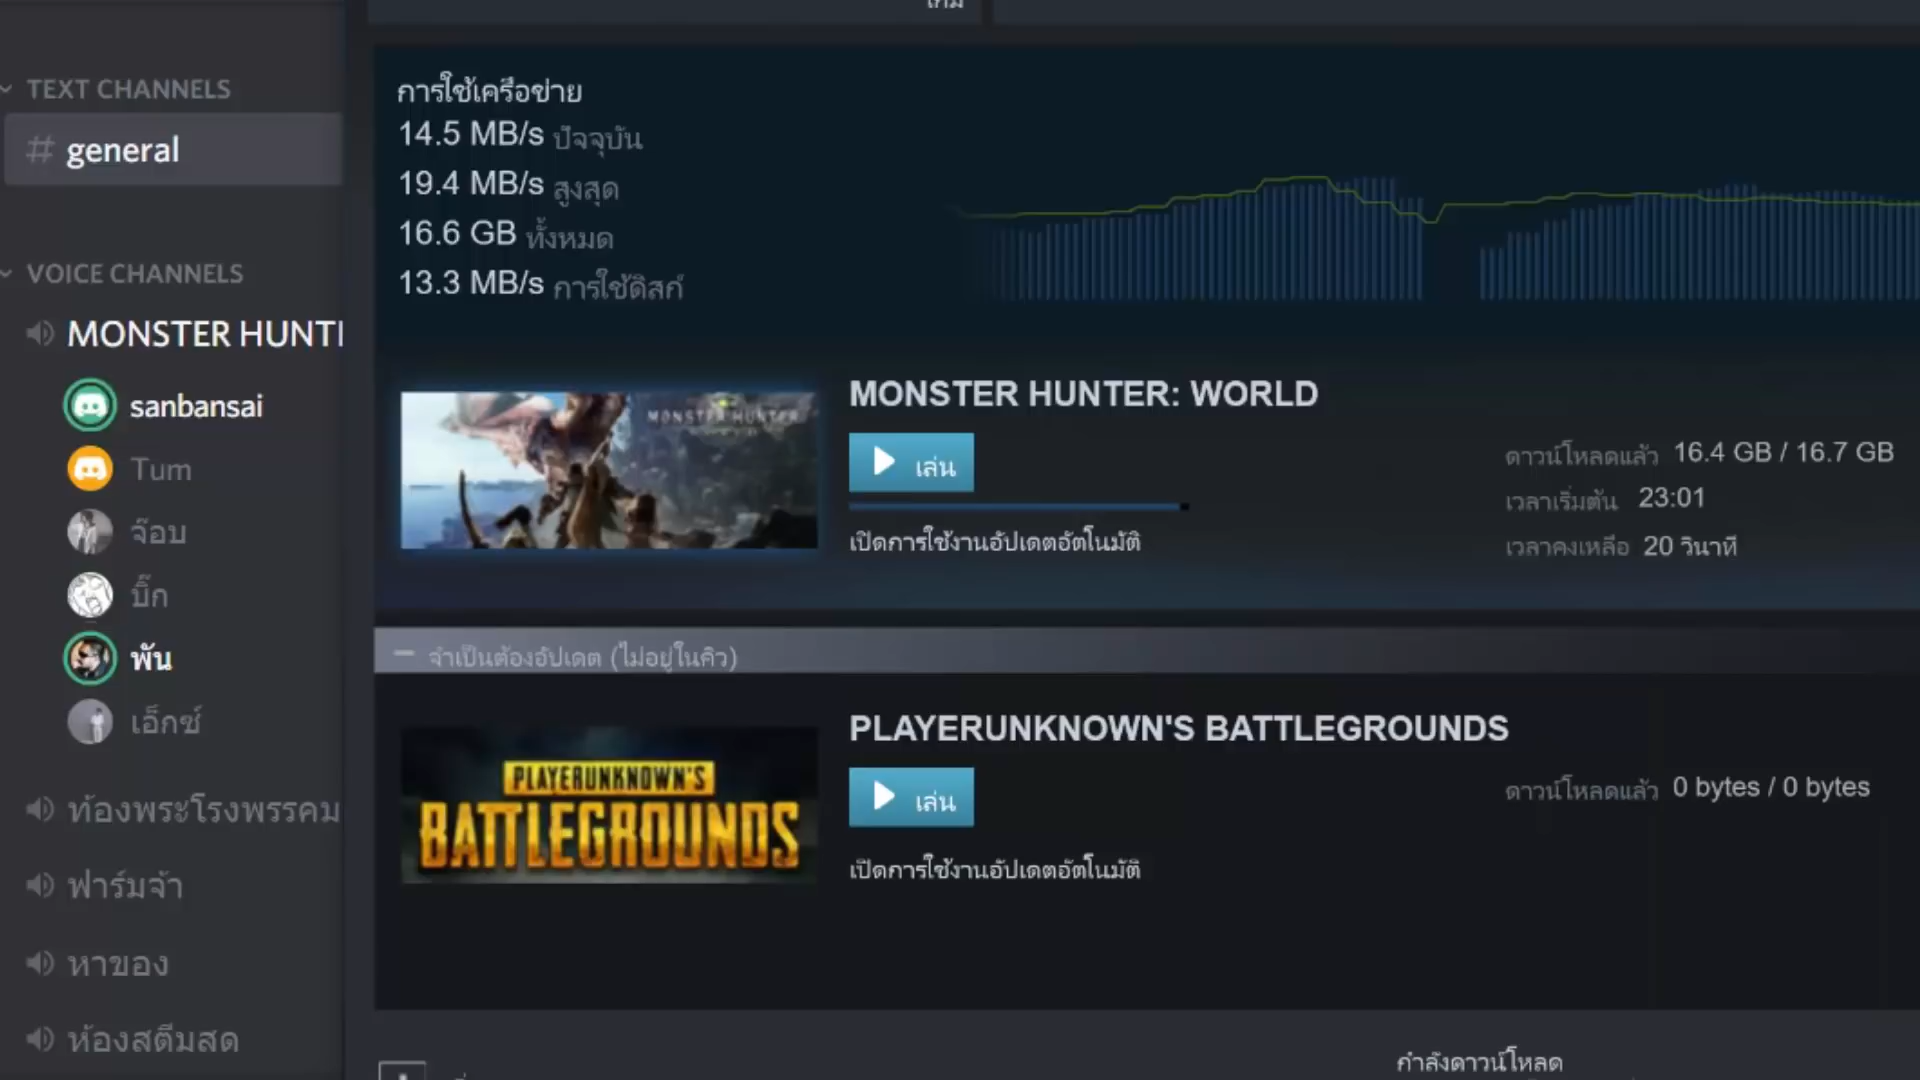 TEXT CHANNELS
# general
VOICE CHANNELS
MONSTER HUNT
sanbansai
Tum
จ๊อบ
บิ๊ก
พัน
เอ็กซ์
ท้องพระโรงพรรคม
ฟาร์มจ้า
หาของ
ห้องสตีมสด
เกม
การใช้เครือข่าย
14.5 MB/s ปัจจุบัน
19.4 MB/s สูงสุด
16.6 GB ทั้งหมด
13.3 MB/s การใช้ดิสก์
MONSTER HUNTER
MONSTER HUNTER: WORLD
เล่น
เปิดการใช้งานอัปเดตอัตโนมัติ
ดาวน์โหลดแล้ว 16.4 GB / 16.7 GB
เวลาเริ่มต้น 23:01
เวลาคงเหลือ 20 วินาที
จำเป็นต้องอัปเดต (ไม่อยู่ในคิว)
PLAYERUNKNOWN'S
BATTLEGROUNDS
PLAYERUNKNOWN'S BATTLEGROUNDS
เล่น
เปิดการใช้งานอัปเดตอัตโนมัติ
ดาวน์โหลดแล้ว 0 bytes / 0 bytes
กำลังดาวน์โหลด